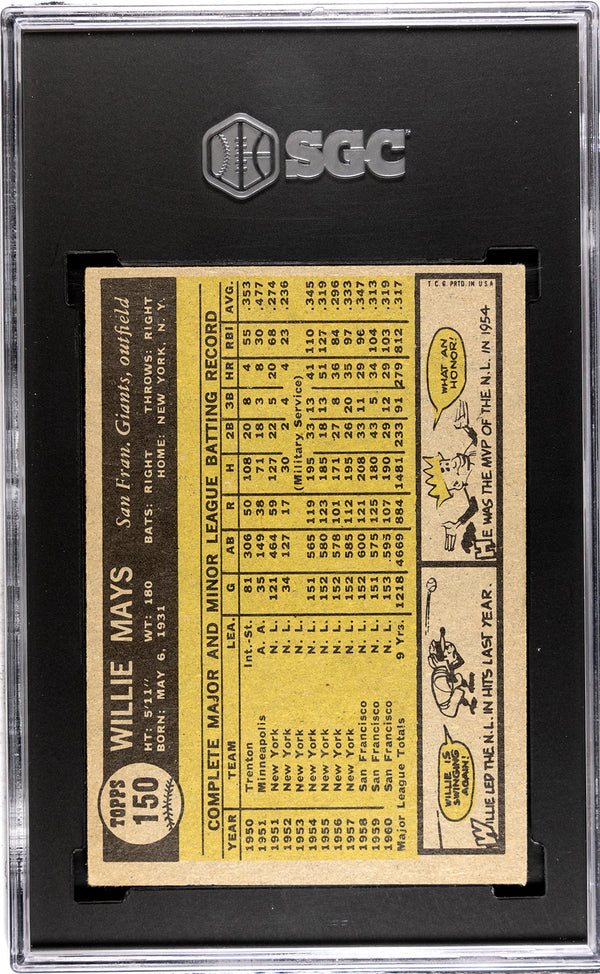 SGC
TOPPS
150
WILLIE MAYS San Fran. Giants, outfield
HT: 5'11" WT: 180 BATS: RIGHT THROWS: RIGHT
BORN: MAY 6, 1931 HOME: NEW YORK, N. Y.
COMPLETE MAJOR AND MINOR LEAGUE BATTING RECORD
YEAR TEAM LEA. G AB R H 2B 3B HR RBI AVG.
1950 Trenton Int.-St. 81 306 50 108 20 8 4 55 .353
1951 Minneapolis A. A. 35 149 38 71 18 3 8 30 .477
1951 New York N. L. 121 464 59 127 22 5 20 68 .274
1952 New York N. L. 34 127 17 30 2 4 4 23 .236
1953 New York N. L. (Military Service)
1954 New York N. L. 151 565 119 195 33 13 41 110 .345
1955 New York N. L. 152 580 123 185 18 13 51 127 .319
1956 New York N. L. 152 578 101 171 27 8 36 84 .296
1957 New York N. L. 152 585 112 195 26 20 35 97 .333
1958 San Francisco N. L. 152 600 121 208 33 11 29 96 .347
1959 San Francisco N. L. 151 575 125 180 43 5 34 104 .313
1960 San Francisco N. L. 153 .595 107 190 29 12 29 103 .319
Major League Totals 9 Yrs. 1218 4669 884 1481 233 91 279 812 .317
WILLIE IS
SWINGING
AGAIN!
WILLIE LED THE N.L. IN HITS LAST YEAR.
WHAT AN
HONOR!
HE WAS THE MVP OF THE N.L. IN 1954
T. C. G. PRTD. IN U.S.A